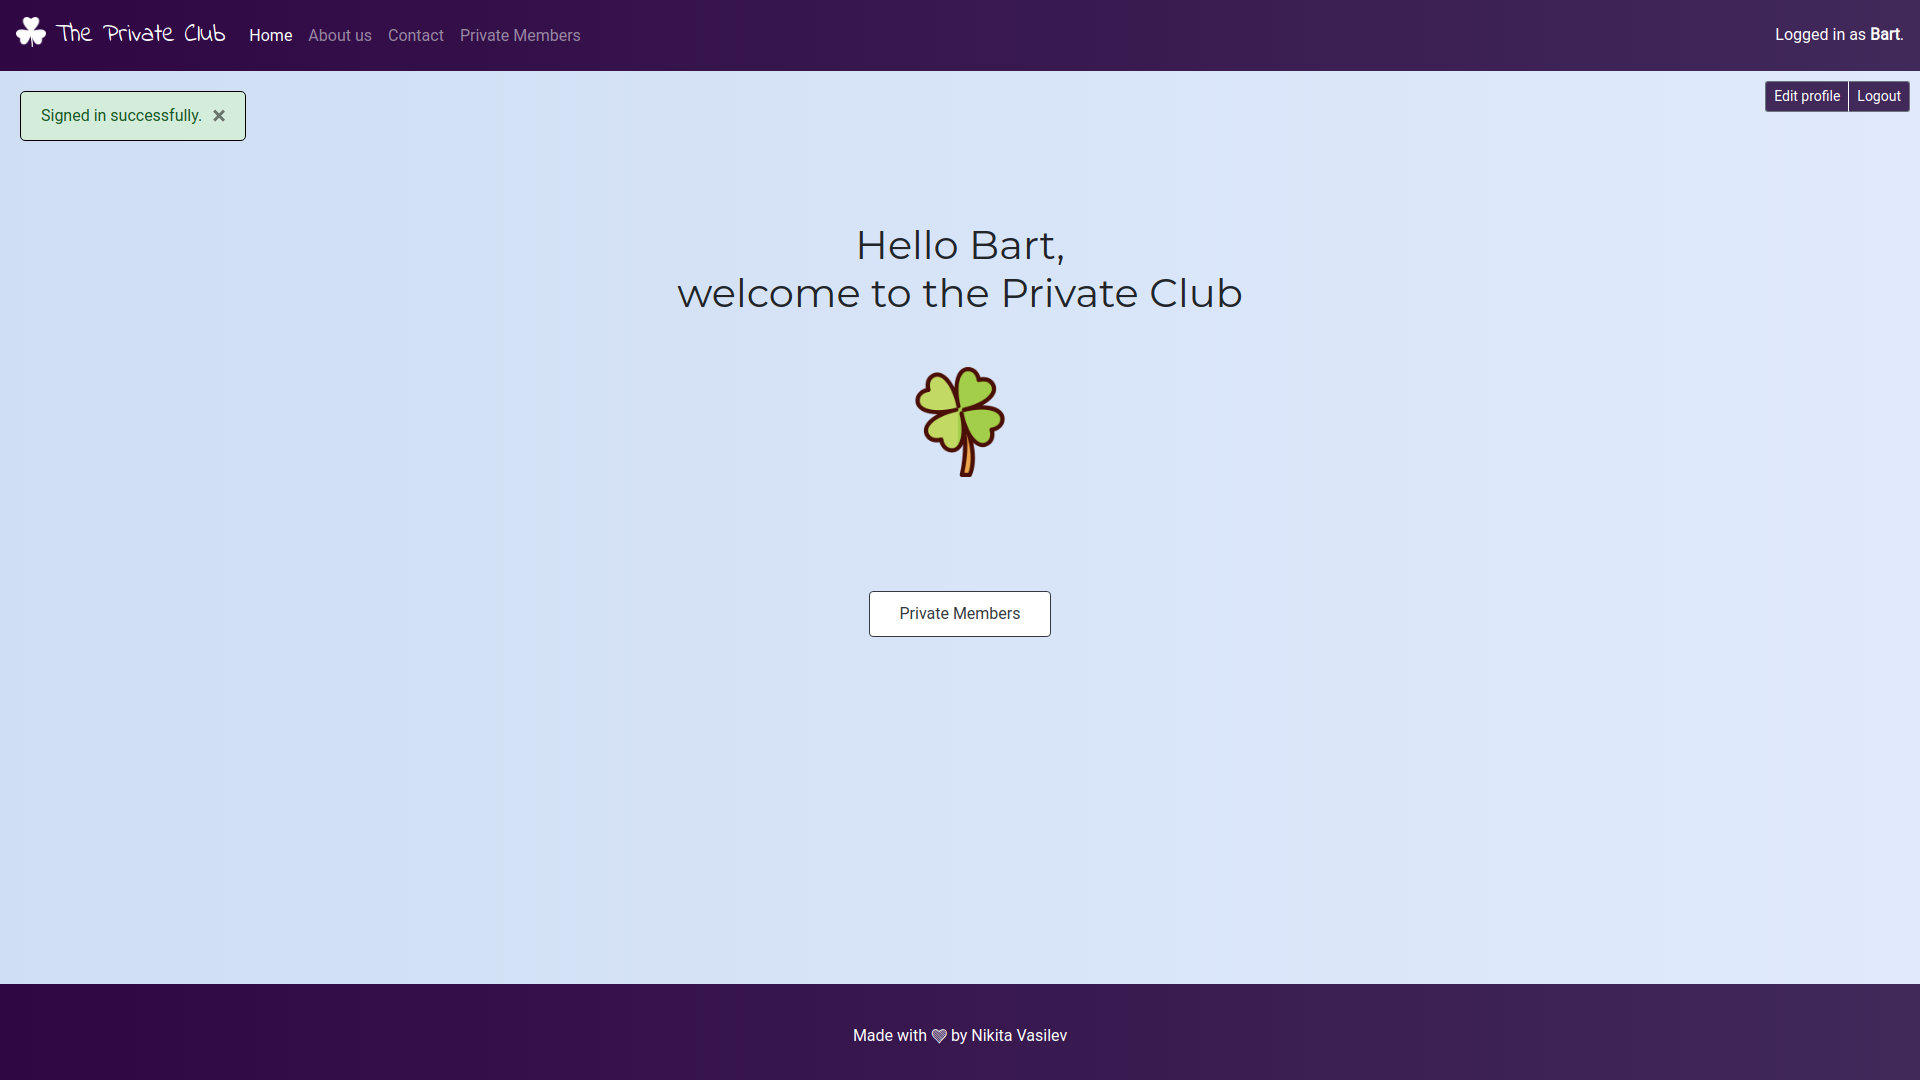 The Private Club
Home
About us
Contact
Private Members
Logged in as Bart.
Signed in successfully. ×
Edit profile
Logout
Hello Bart,
welcome to the Private Club
Private Members
Made with by Nikita Vasilev